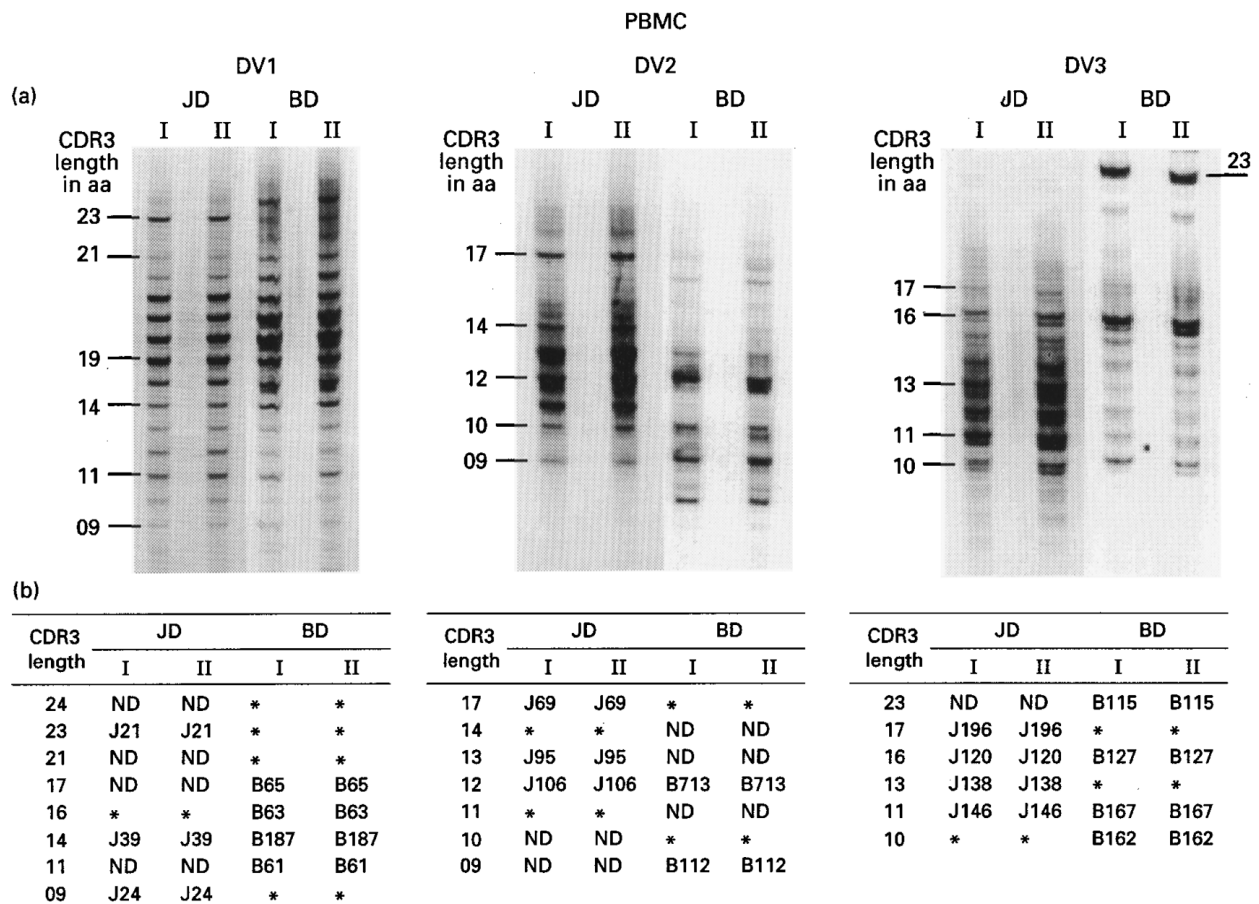 PBMC
DV1 DV2 DV3
(a)
JD BD JD BD JD BD
I II I II I II I II I II I II
CDR3 length in aa
23
21
19
14
11
09
CDR3 length in aa
17
14
12
10
09
CDR3 length in aa
23
17
16
13
11
10
(b)
CDR3 length JD BD
I II I II
24 ND ND * *
23 J21 J21 * *
21 ND ND * *
17 ND ND B65 B65
16 * * B63 B63
14 J39 J39 B187 B187
11 ND ND B61 B61
09 J24 J24 * *
CDR3 length JD BD
I II I II
17 J69 J69 * *
14 * * ND ND
13 J95 J95 ND ND
12 J106 J106 B713 B713
11 * * ND ND
10 ND ND * *
09 ND ND B112 B112
CDR3 length JD BD
I II I II
23 ND ND B115 B115
17 J196 J196 * *
16 J120 J120 B127 B127
13 J138 J138 * *
11 J146 J146 B167 B167
10 * * B162 B162